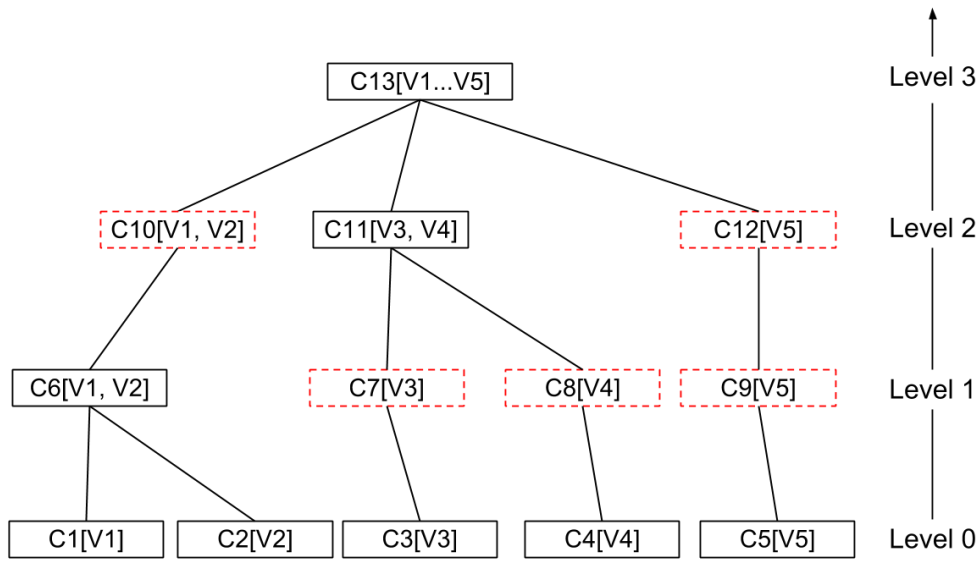 C13[V1...V5]
Level 3
C10[V1, V2]
C11[V3, V4]
C12[V5]
Level 2
C6[V1, V2]
C7[V3]
C8[V4]
C9[V5]
Level 1
C1[V1]
C2[V2]
C3[V3]
C4[V4]
C5[V5]
Level 0